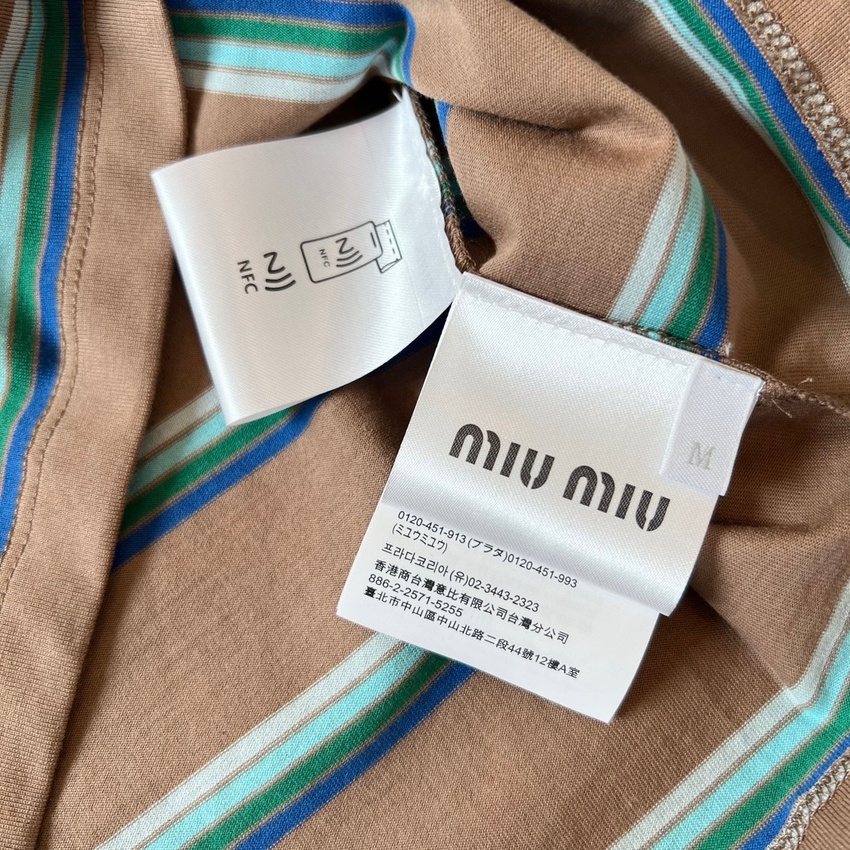 NFC
NFC
MIU MIU
M
0120-451-913(プラダ)0120-451-993
(ミュウミュウ)
프라다코리아(유)02-3443-2323
香港商台灣意比有限公司台灣分公司
886-2-2571-5255
臺北市中山區中山北路二段44號12樓A室